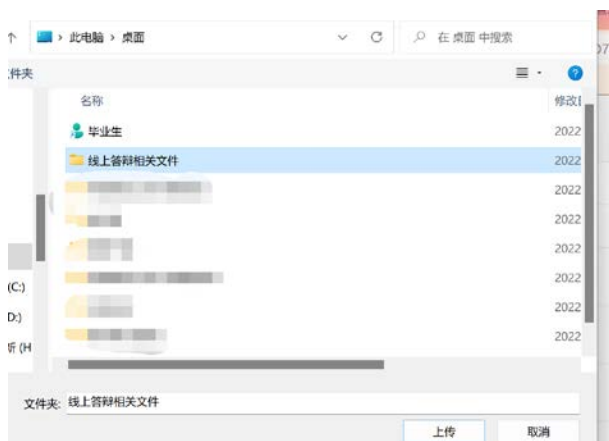 此电脑 › 桌面
在 桌面 中搜索
件夹
名称
修改日
毕业生
2022
线上答辩相关文件
2022
2022
2022
2022
(C:)
2022
D:)
2022
2022
文件夹: 线上答辩相关文件
上传
取消